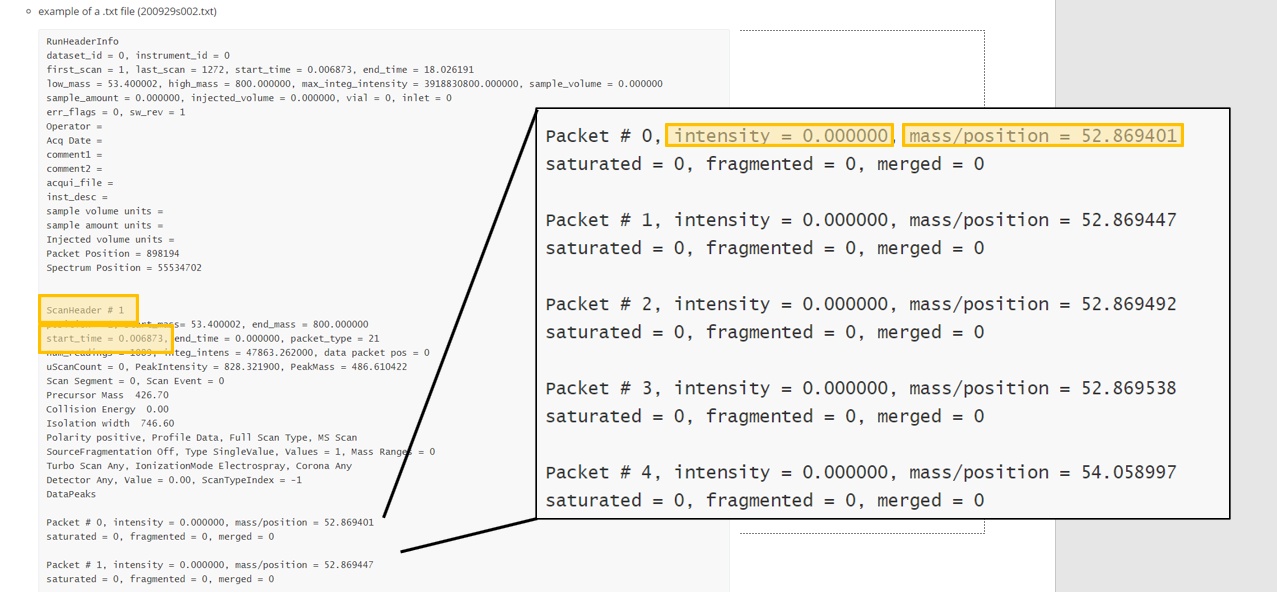 example of a .txt file (200929s002.txt)
RunHeaderInfo
dataset_id = 0, instrument_id = 0
first_scan = 1, last_scan = 1272, start_time = 0.006873, end_time = 18.026191
low_mass = 53.400002, high_mass = 800.000000, max_integ_intensity = 3918830800.000000, sample_volume = 0.000000
sample_amount = 0.000000, injected_volume = 0.000000, vial = 0, inlet = 0
err_flags = 0, sw_rev = 1
Operator =
Acq Date =
comment1 =
comment2 =
acqui_file =
inst_desc =
sample volume units =
sample amount units =
Injected volume units =
Packet Position = 898194
Spectrum Position = 55534702
ScanHeader # 1
start_mass= 53.400002, end_mass = 800.000000
start_time = 0.006873, end_time = 0.000000, packet_type = 21
num_readings = 1089, integ_intens = 47863.262000, data packet pos = 0
uScanCount = 0, PeakIntensity = 828.321900, PeakMass = 486.610422
Scan Segment = 0, Scan Event = 0
Precursor Mass  426.70
Collision Energy  0.00
Isolation width  746.60
Polarity positive, Profile Data, Full Scan Type, MS Scan
SourceFragmentation Off, Type SingleValue, Values = 1, Mass Ranges = 0
Turbo Scan Any, IonizationMode Electrospray, Corona Any
Detector Any, Value = 0.00, ScanTypeIndex = -1
DataPeaks
Packet # 0, intensity = 0.000000, mass/position = 52.869401
saturated = 0, fragmented = 0, merged = 0
Packet # 1, intensity = 0.000000, mass/position = 52.869447
saturated = 0, fragmented = 0, merged = 0
Packet # 0, intensity = 0.000000, mass/position = 52.869401
saturated = 0, fragmented = 0, merged = 0
Packet # 1, intensity = 0.000000, mass/position = 52.869447
saturated = 0, fragmented = 0, merged = 0
Packet # 2, intensity = 0.000000, mass/position = 52.869492
saturated = 0, fragmented = 0, merged = 0
Packet # 3, intensity = 0.000000, mass/position = 52.869538
saturated = 0, fragmented = 0, merged = 0
Packet # 4, intensity = 0.000000, mass/position = 54.058997
saturated = 0, fragmented = 0, merged = 0